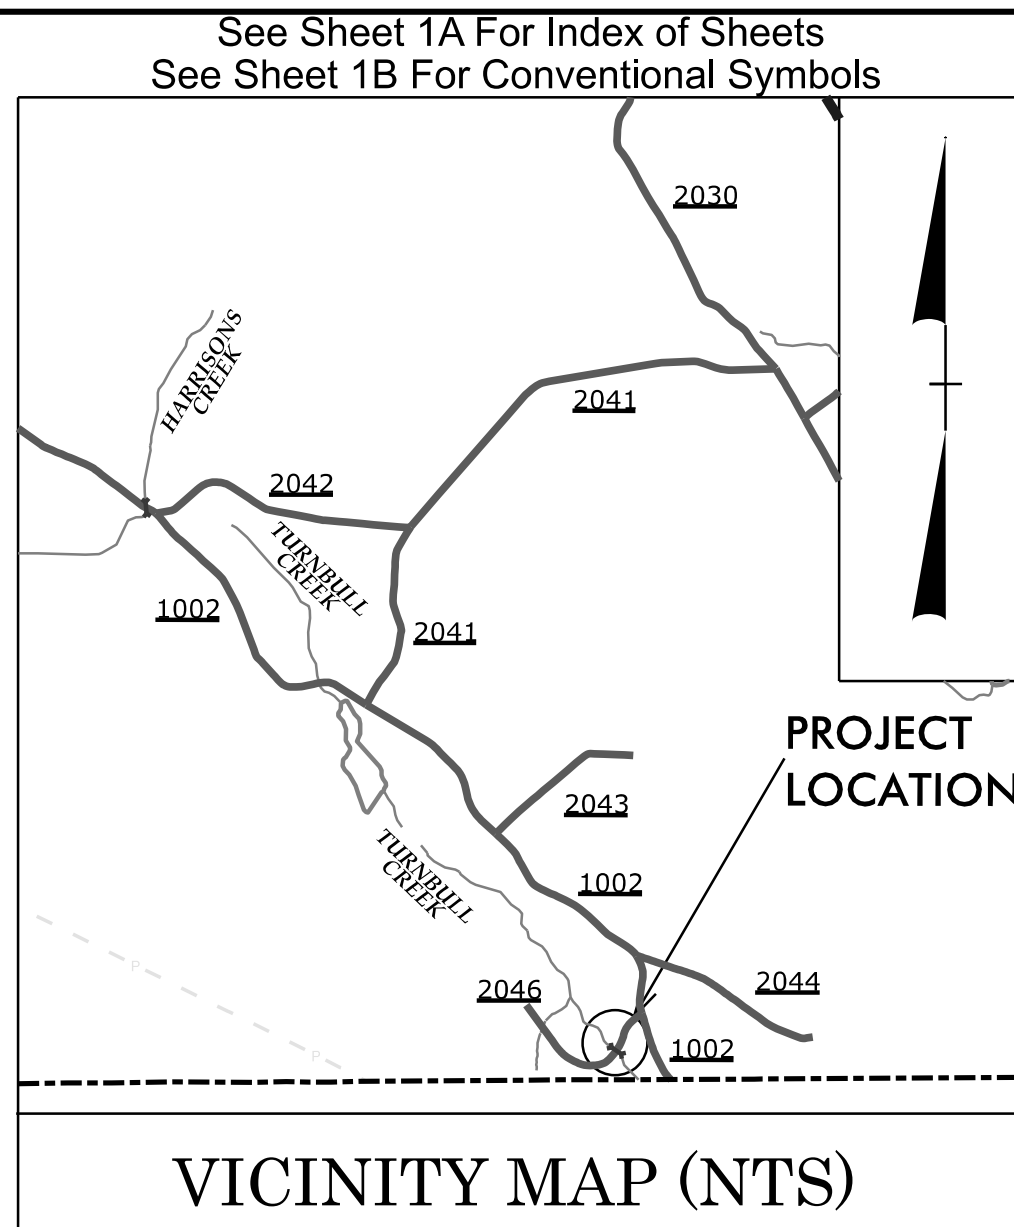 See Sheet 1A For Index of Sheets
See Sheet 1B For Conventional Symbols
2030
HARRISONS
CREEK
2041
2042
TURNBULL
CREEK
1002
2041
PROJECT
LOCATION
2043
TURNBULL
CREEK
1002
P
2046
2044
1002
P
VICINITY MAP (NTS)